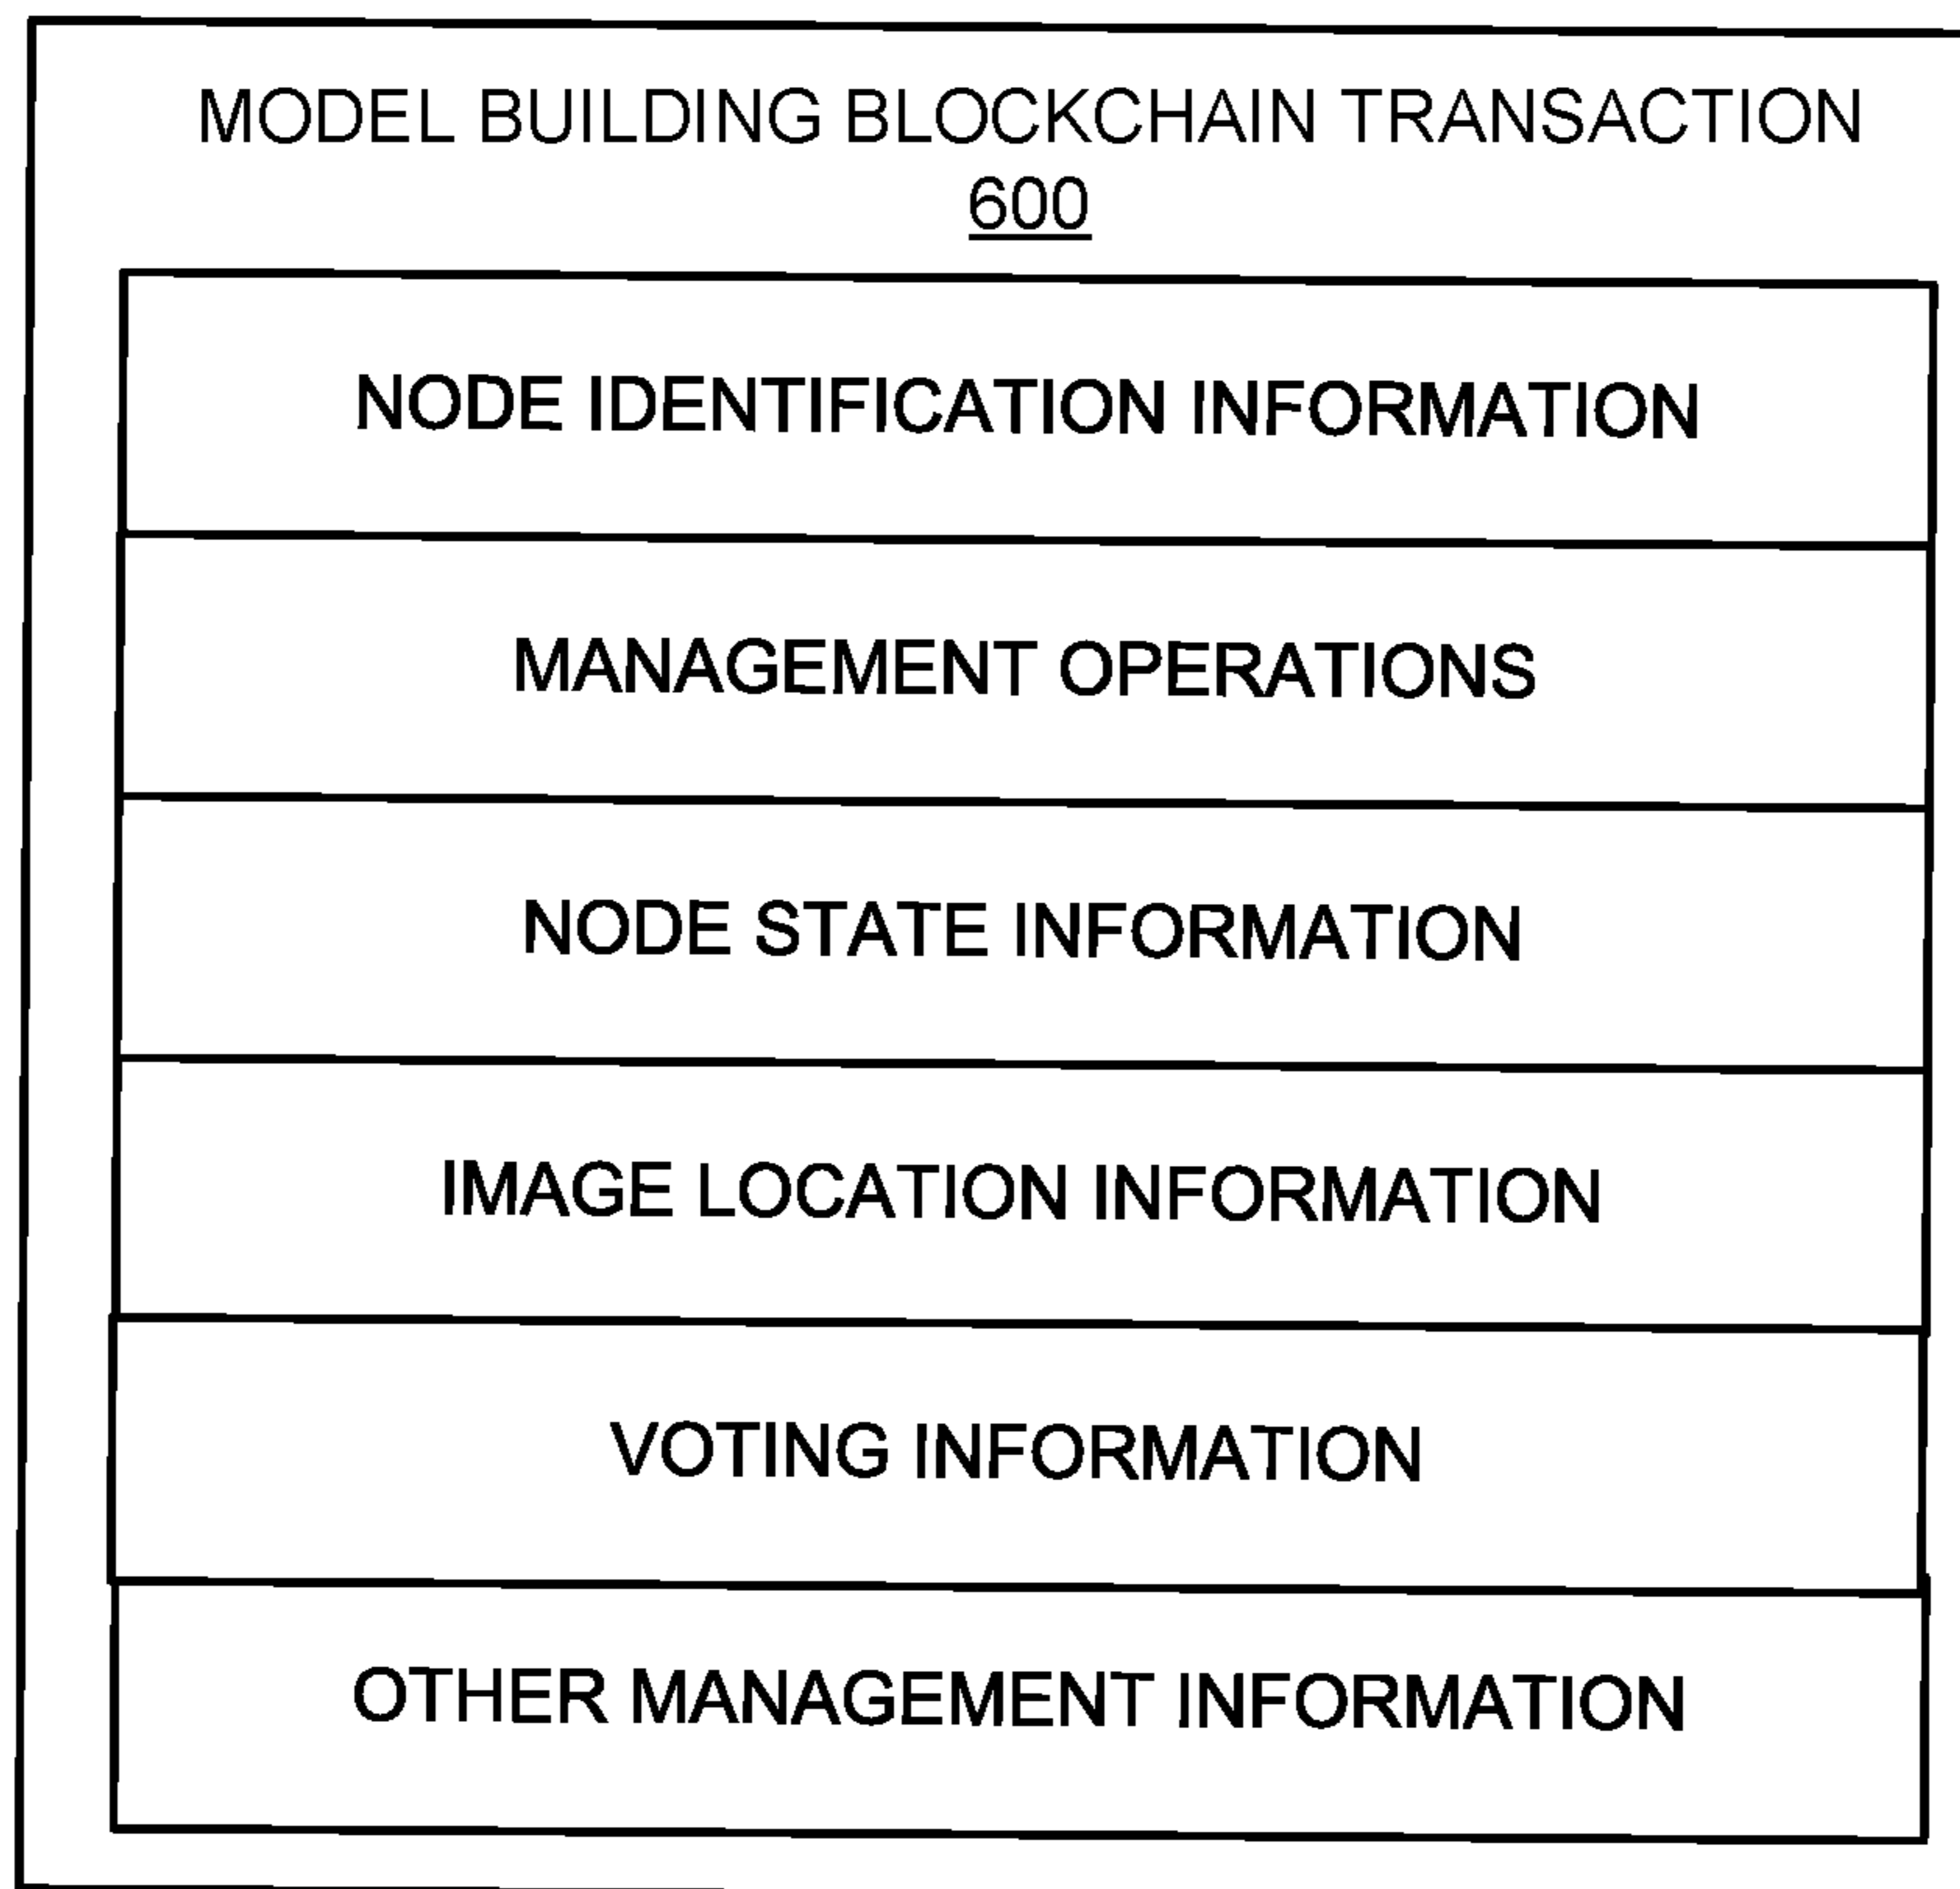 MODEL BUILDING BLOCKCHAIN TRANSACTION
600
NODE IDENTIFICATION INFORMATION
MANAGEMENT OPERATIONS
NODE STATE INFORMATION
IMAGE LOCATION INFORMATION
VOTING INFORMATION
OTHER MANAGEMENT INFORMATION